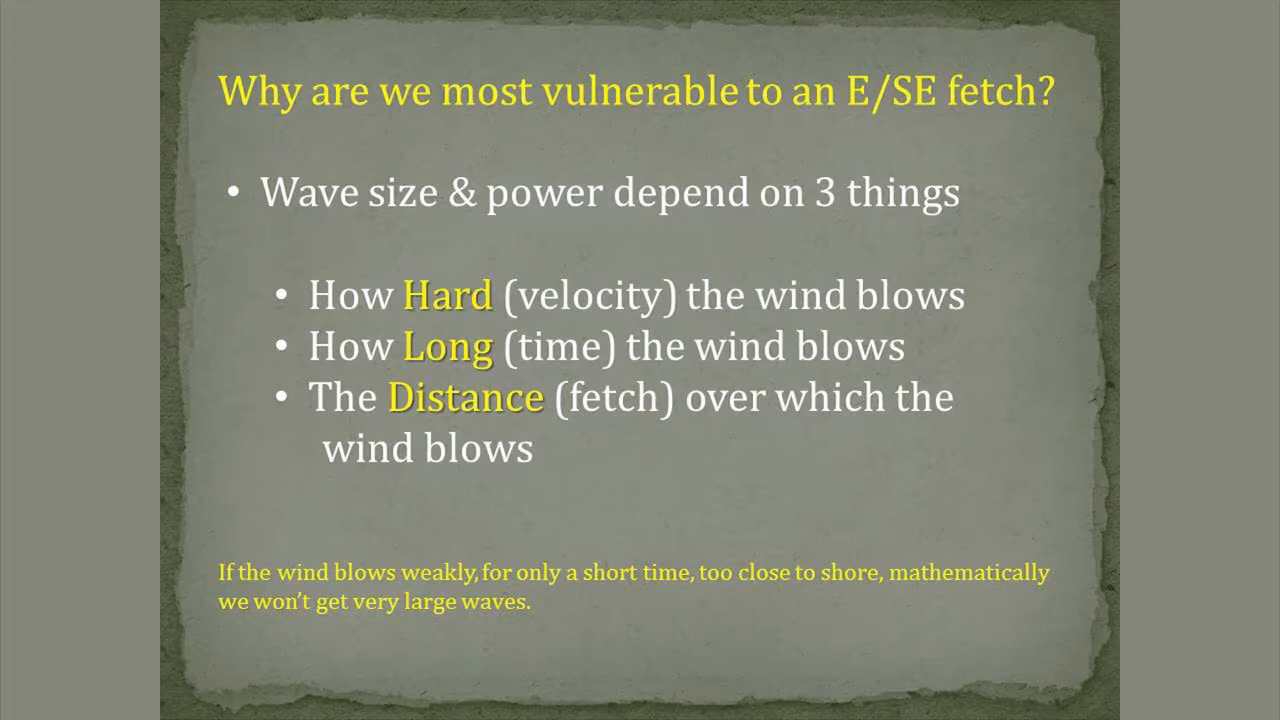 Why are we most vulnerable to an E/SE fetch?
• Wave size & power depend on 3 things
• How Hard (velocity) the wind blows
• How Long (time) the wind blows
• The Distance (fetch) over which the
wind blows
If the wind blows weakly, for only a short time, too close to shore, mathematically
we won’t get very large waves.